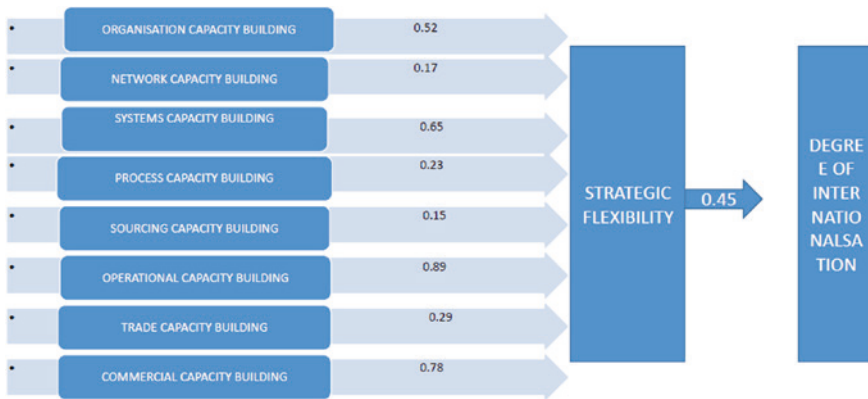 • ORGANISATION CAPACITY BUILDING 0.52
• NETWORK CAPACITY BUILDING 0.17
• SYSTEMS CAPACITY BUILDING 0.65
• PROCESS CAPACITY BUILDING 0.23
• SOURCING CAPACITY BUILDING 0.15
• OPERATIONAL CAPACITY BUILDING 0.89
• TRADE CAPACITY BUILDING 0.29
• COMMERCIAL CAPACITY BUILDING 0.78
STRATEGIC
FLEXIBILITY
0.45
DEGRE
E OF
INTER
NATIO
NALSA
TION